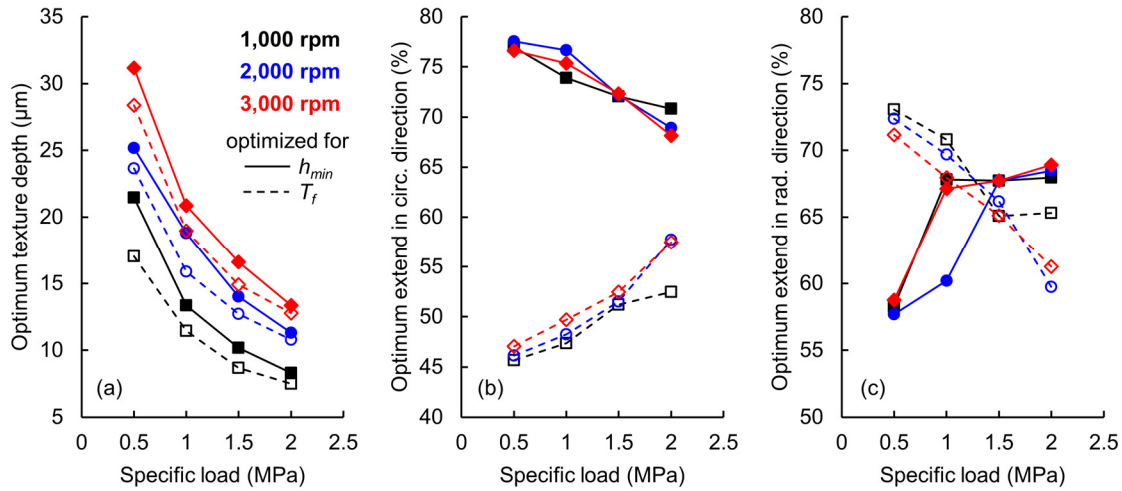 Optimum texture depth (µm)
35
30
25
20
15
10
5
0
0.5
1
1.5
2
2.5
Specific load (MPa)
(a)
1,000 rpm
2,000 rpm
3,000 rpm
optimized for
hmin
Tf
Optimum extend in circ. direction (%)
80
75
70
65
60
55
50
45
40
0
0.5
1
1.5
2
2.5
Specific load (MPa)
(b)
Optimum extend in rad. direction (%)
80
75
70
65
60
55
50
0
0.5
1
1.5
2
2.5
Specific load (MPa)
(c)